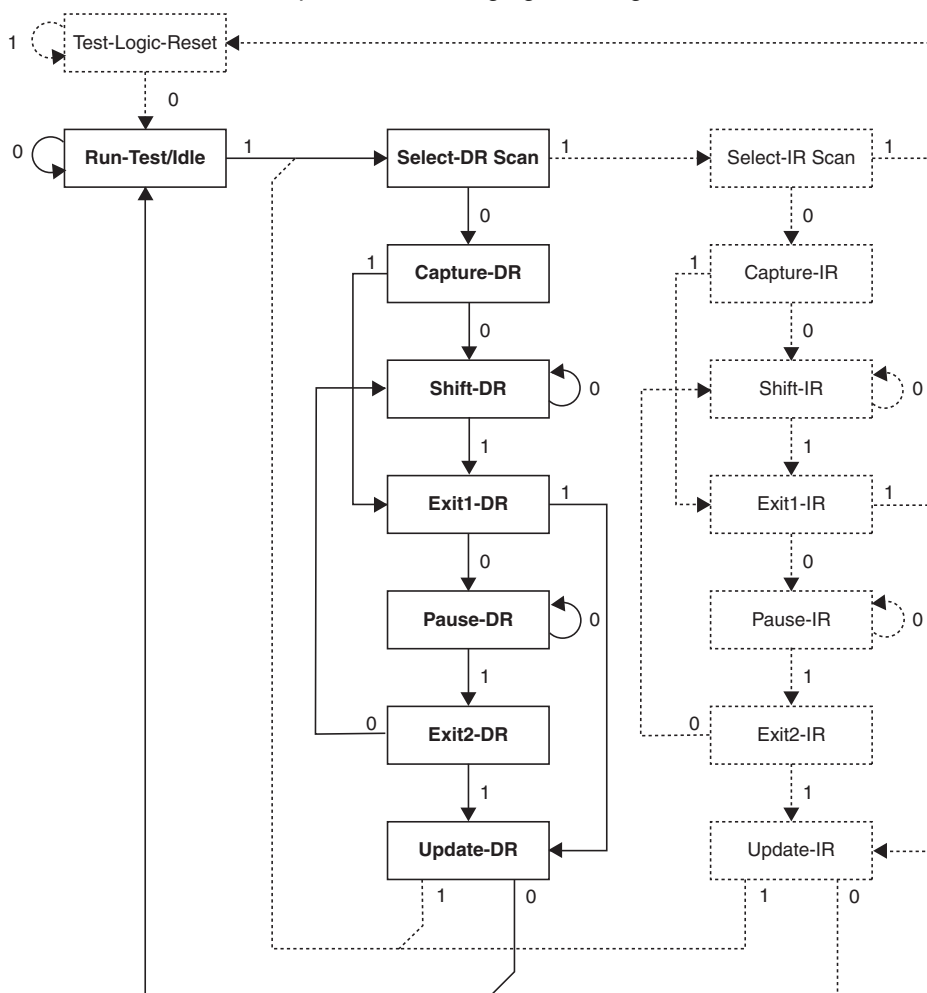 1
Test-Logic-Reset
0
0
Run-Test/Idle
1
Select-DR Scan
1
Select-IR Scan
1
0
0
1
Capture-DR
1
Capture-IR
0
0
Shift-DR
0
Shift-IR
0
1
1
Exit1-DR
1
Exit1-IR
1
0
0
Pause-DR
0
Pause-IR
0
1
1
0
Exit2-DR
0
Exit2-IR
1
1
Update-DR
Update-IR
1
0
1
0